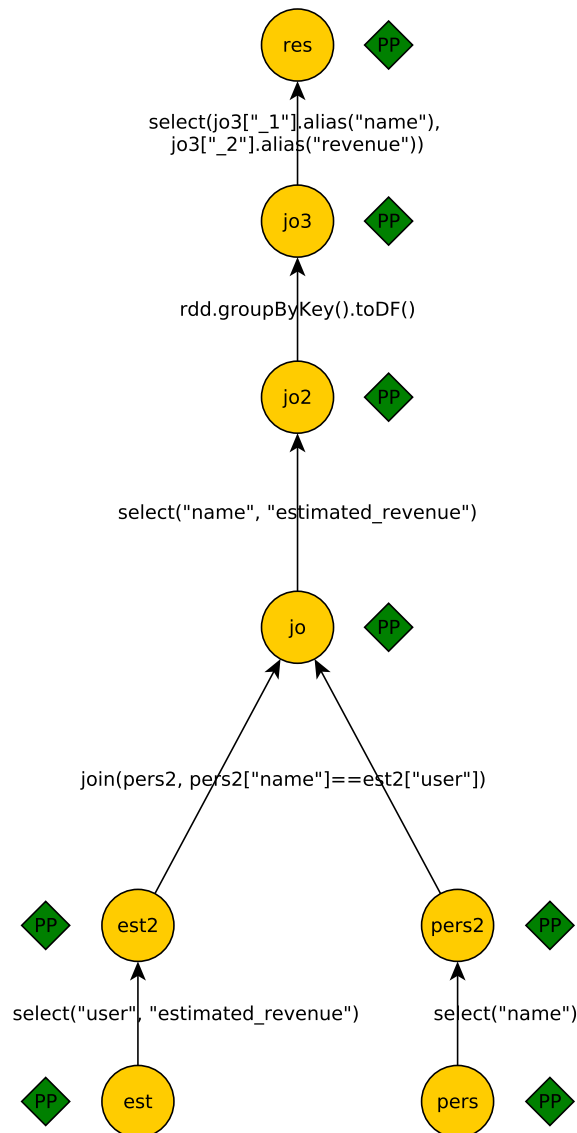 res PP
select(jo3["_1"].alias("name"),
jo3["_2"].alias("revenue"))
jo3 PP
rdd.groupByKey().toDF()
jo2 PP
select("name", "estimated_revenue")
jo PP
join(pers2, pers2["name"]==est2["user"])
PP est2 pers2 PP
select("user", "estimated_revenue") select("name")
PP est pers PP